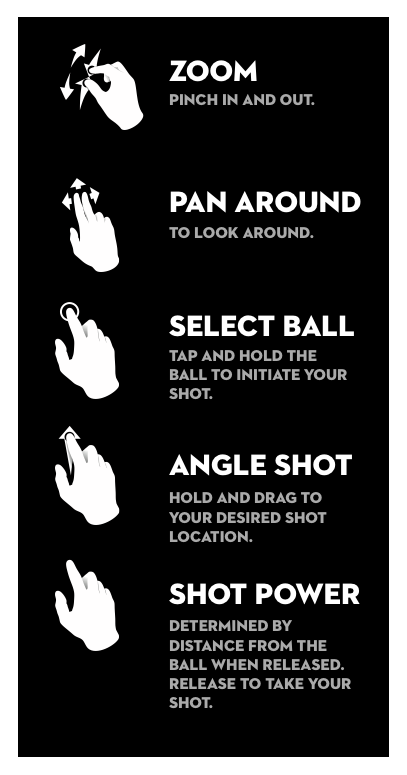 ZOOM
PINCH IN AND OUT.
PAN AROUND
TO LOOK AROUND.
SELECT BALL
TAP AND HOLD THE
BALL TO INITIATE YOUR
SHOT.
ANGLE SHOT
HOLD AND DRAG TO
YOUR DESIRED SHOT
LOCATION.
SHOT POWER
DETERMINED BY
DISTANCE FROM THE
BALL WHEN RELEASED.
RELEASE TO TAKE YOUR
SHOT.